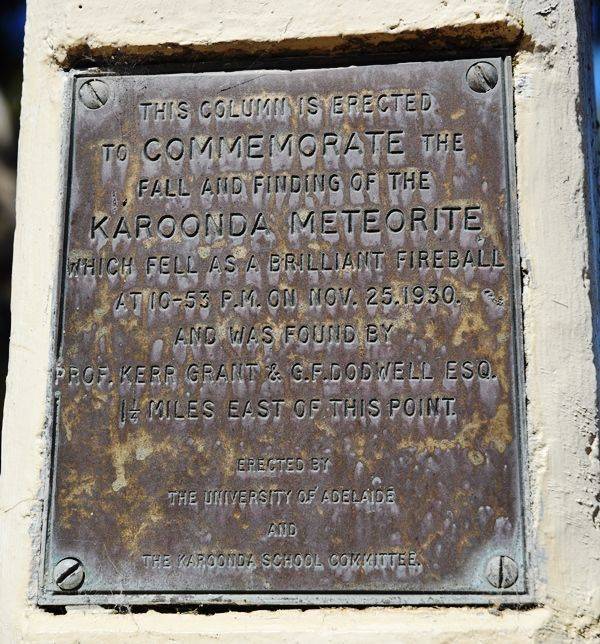 THIS COLUMN IS ERECTED
TO COMMEMORATE THE
FALL AND FINDING OF THE
KAROONDA METEORITE
WHICH FELL AS A BRILLIANT FIREBALL
AT 10-53 P.M. ON NOV. 25.1930.
AND WAS FOUND BY
PROF. KERR GRANT & G.F.DODWELL ESQ.
1¼ MILES EAST OF THIS POINT.
ERECTED BY
THE UNIVERSITY OF ADELAIDE
AND
THE KAROONDA SCHOOL COMMITTEE.